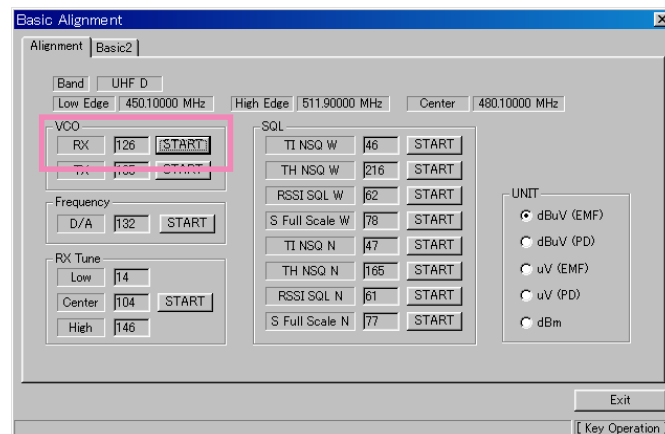 Basic Alignment
Alignment Basic2
Band UHF D
Low Edge 450.10000 MHz High Edge 511.90000 MHz Center 480.10000 MHz
VCO
RX 126 START
TX 165 START
Frequency
D/A 132 START
RX Tune
Low 14
Center 104 START
High 146
SQL
TI NSQ W 46 START
TH NSQ W 216 START
RSSI SQL W 62 START
S Full Scale W 78 START
TI NSQ N 47 START
TH NSQ N 165 START
RSSI SQL N 61 START
S Full Scale N 77 START
UNIT
dBuV (EMF)
dBuV (PD)
uV (EMF)
uV (PD)
dBm
Exit
[ Key Operation